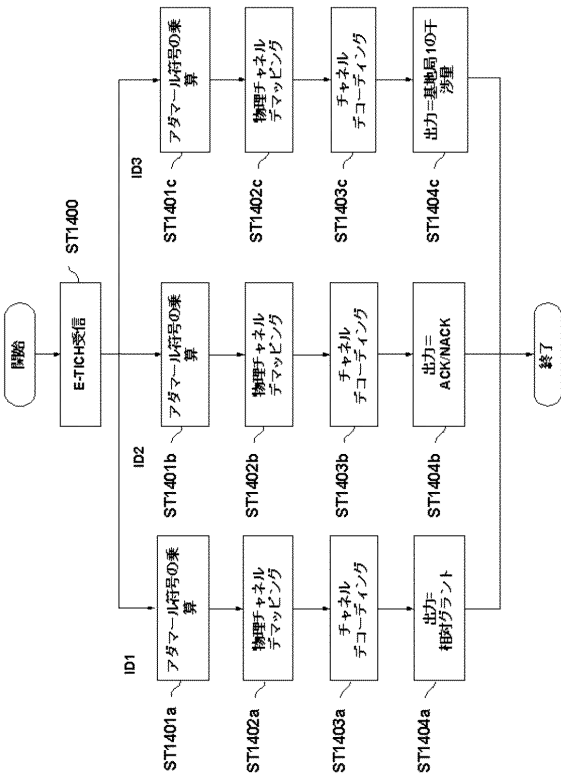 開始
ST1400
E-TICH受信
ID1
ID2
ID3
ST1401a
アダマール符号の乗
算
ST1401b
アダマール符号の乗
算
ST1401c
アダマール符号の乗
算
ST1402a
物理チャネル
デマッピング
ST1402b
物理チャネル
デマッピング
ST1402c
物理チャネル
デマッピング
ST1403a
チャネル
デコーディング
ST1403b
チャネル
デコーディング
ST1403c
チャネル
デコーディング
ST1404a
出力=
相対グラント
ST1404b
出力=
ACK/NACK
ST1404c
出力=基地局1の干
渉量
終了